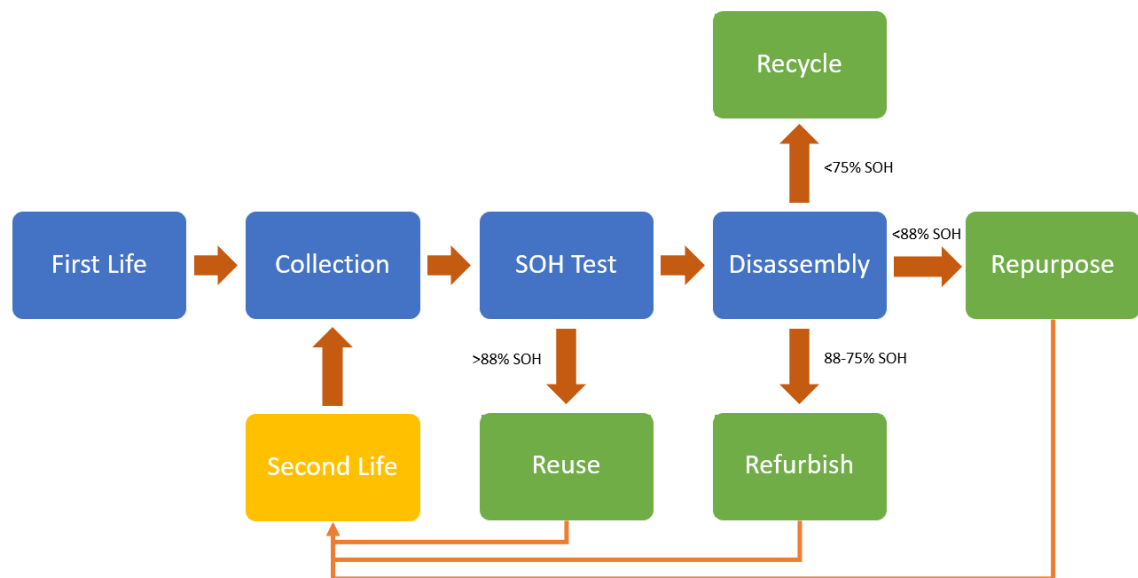 Recycle
<75% SOH
First Life
Collection
SOH Test
Disassembly
<88% SOH
Repurpose
>88% SOH
88-75% SOH
Second Life
Reuse
Refurbish